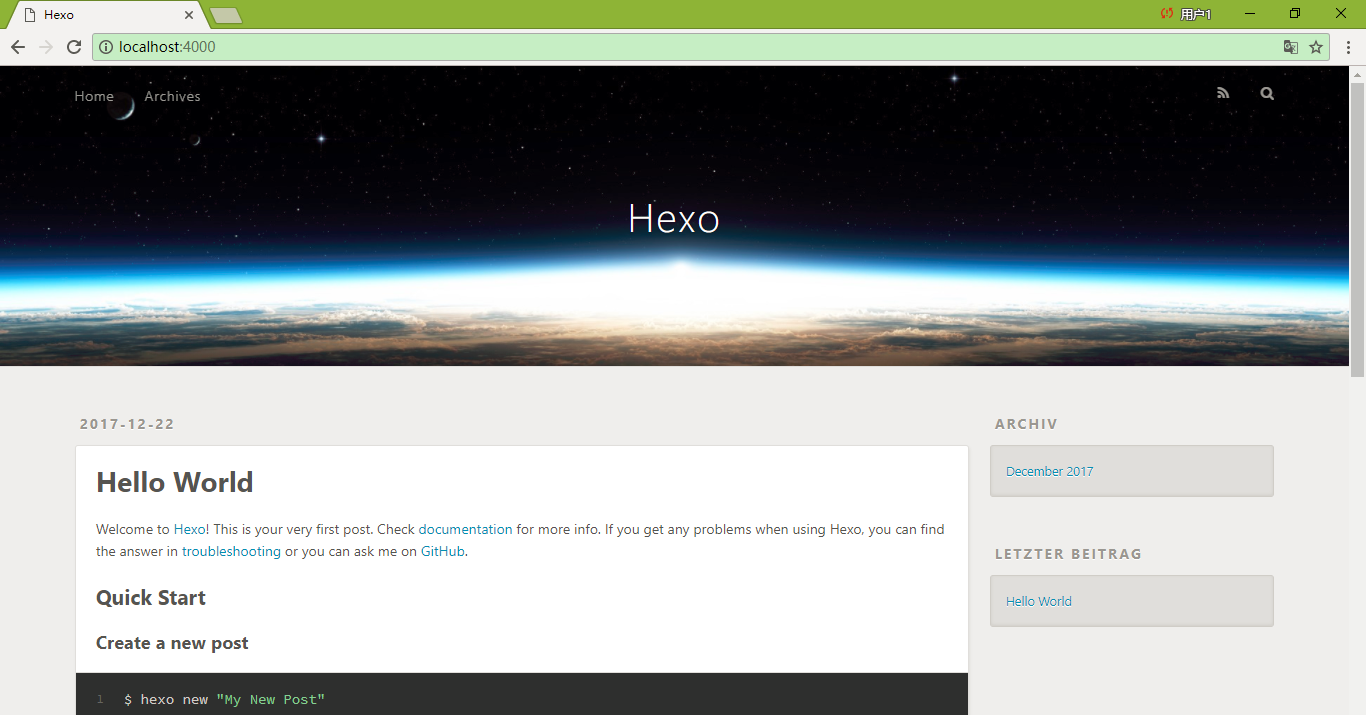 Hexo
用户1
localhost:4000
Home Archives
Hexo
2017-12-22
Hello World
Welcome to Hexo! This is your very first post. Check documentation for more info. If you get any problems when using Hexo, you can find
the answer in troubleshooting or you can ask me on GitHub.
Quick Start
Create a new post
1 $ hexo new "My New Post"
ARCHIV
December 2017
LETZTER BEITRAG
Hello World